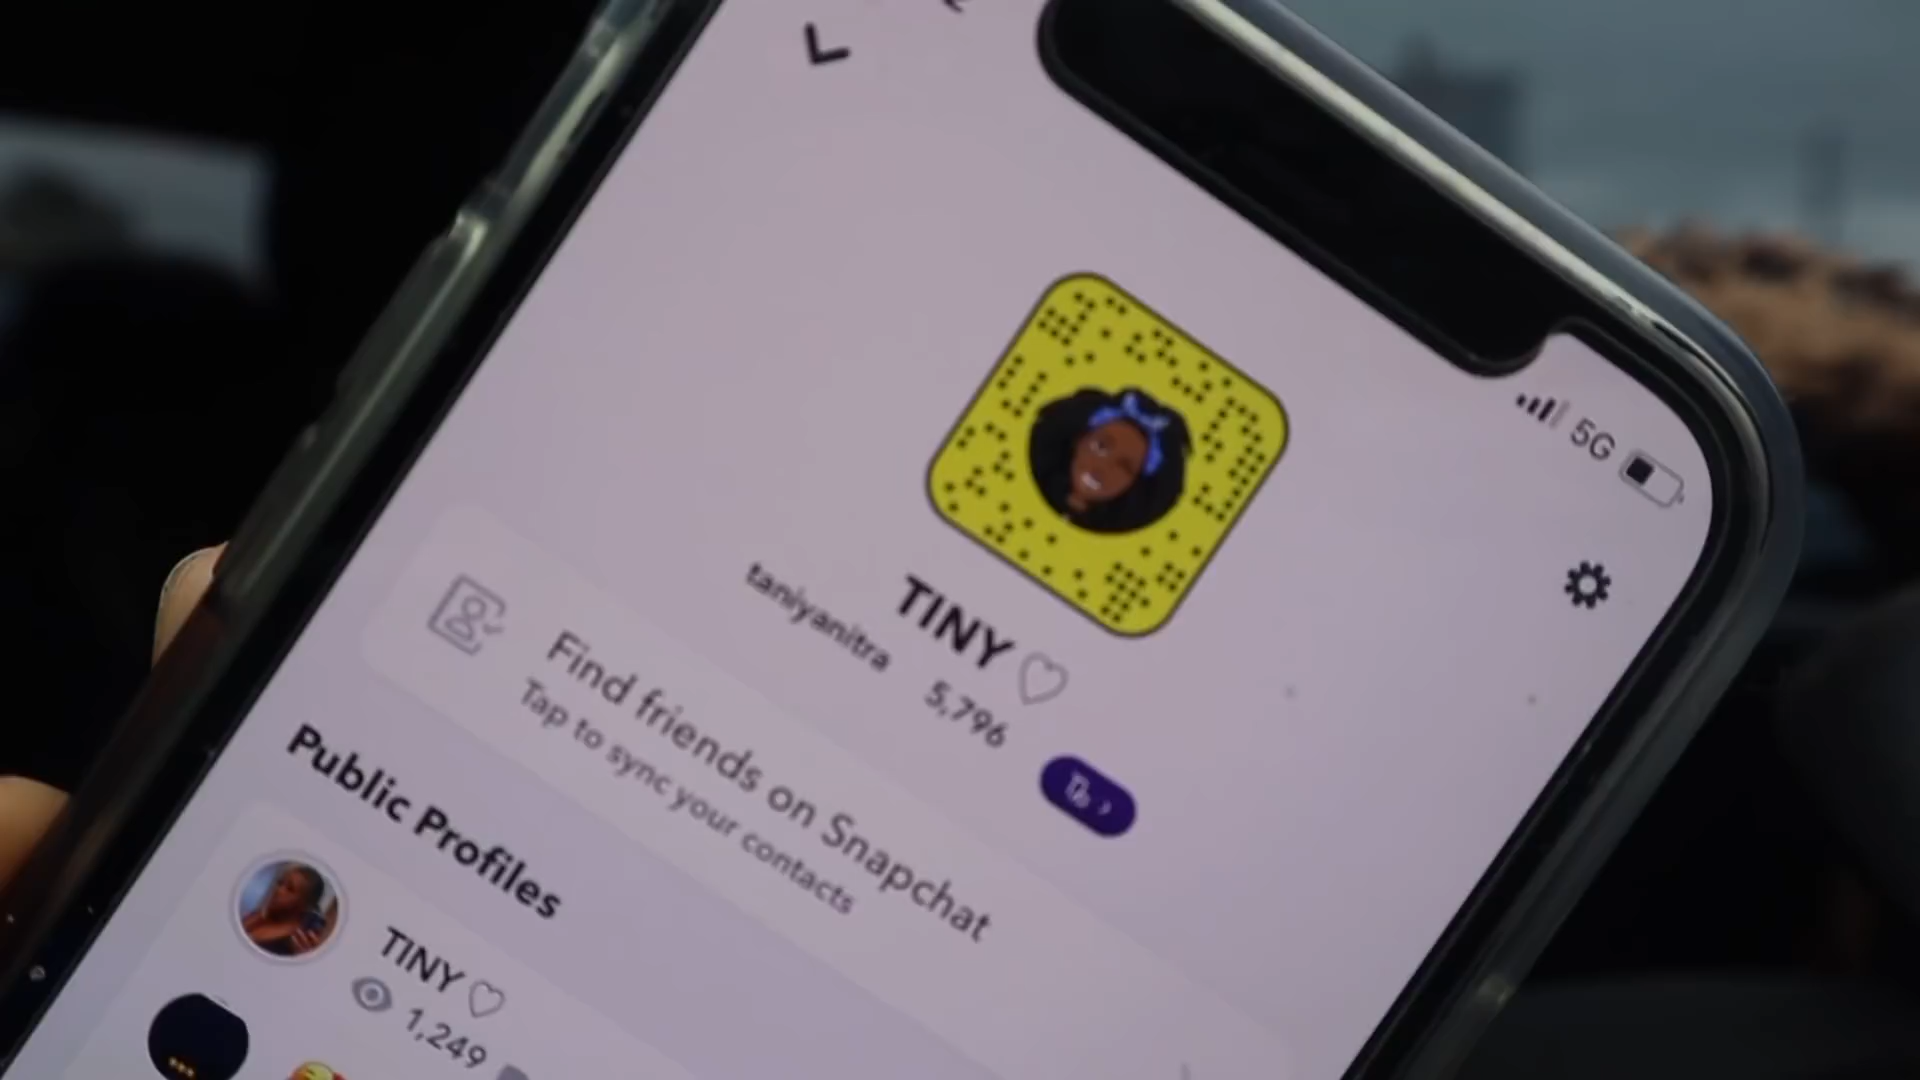 5G
TINY ♡
taniyanitra 5,796
Find friends on Snapchat
Tap to sync your contacts
Public Profiles
TINY ♡
1,249